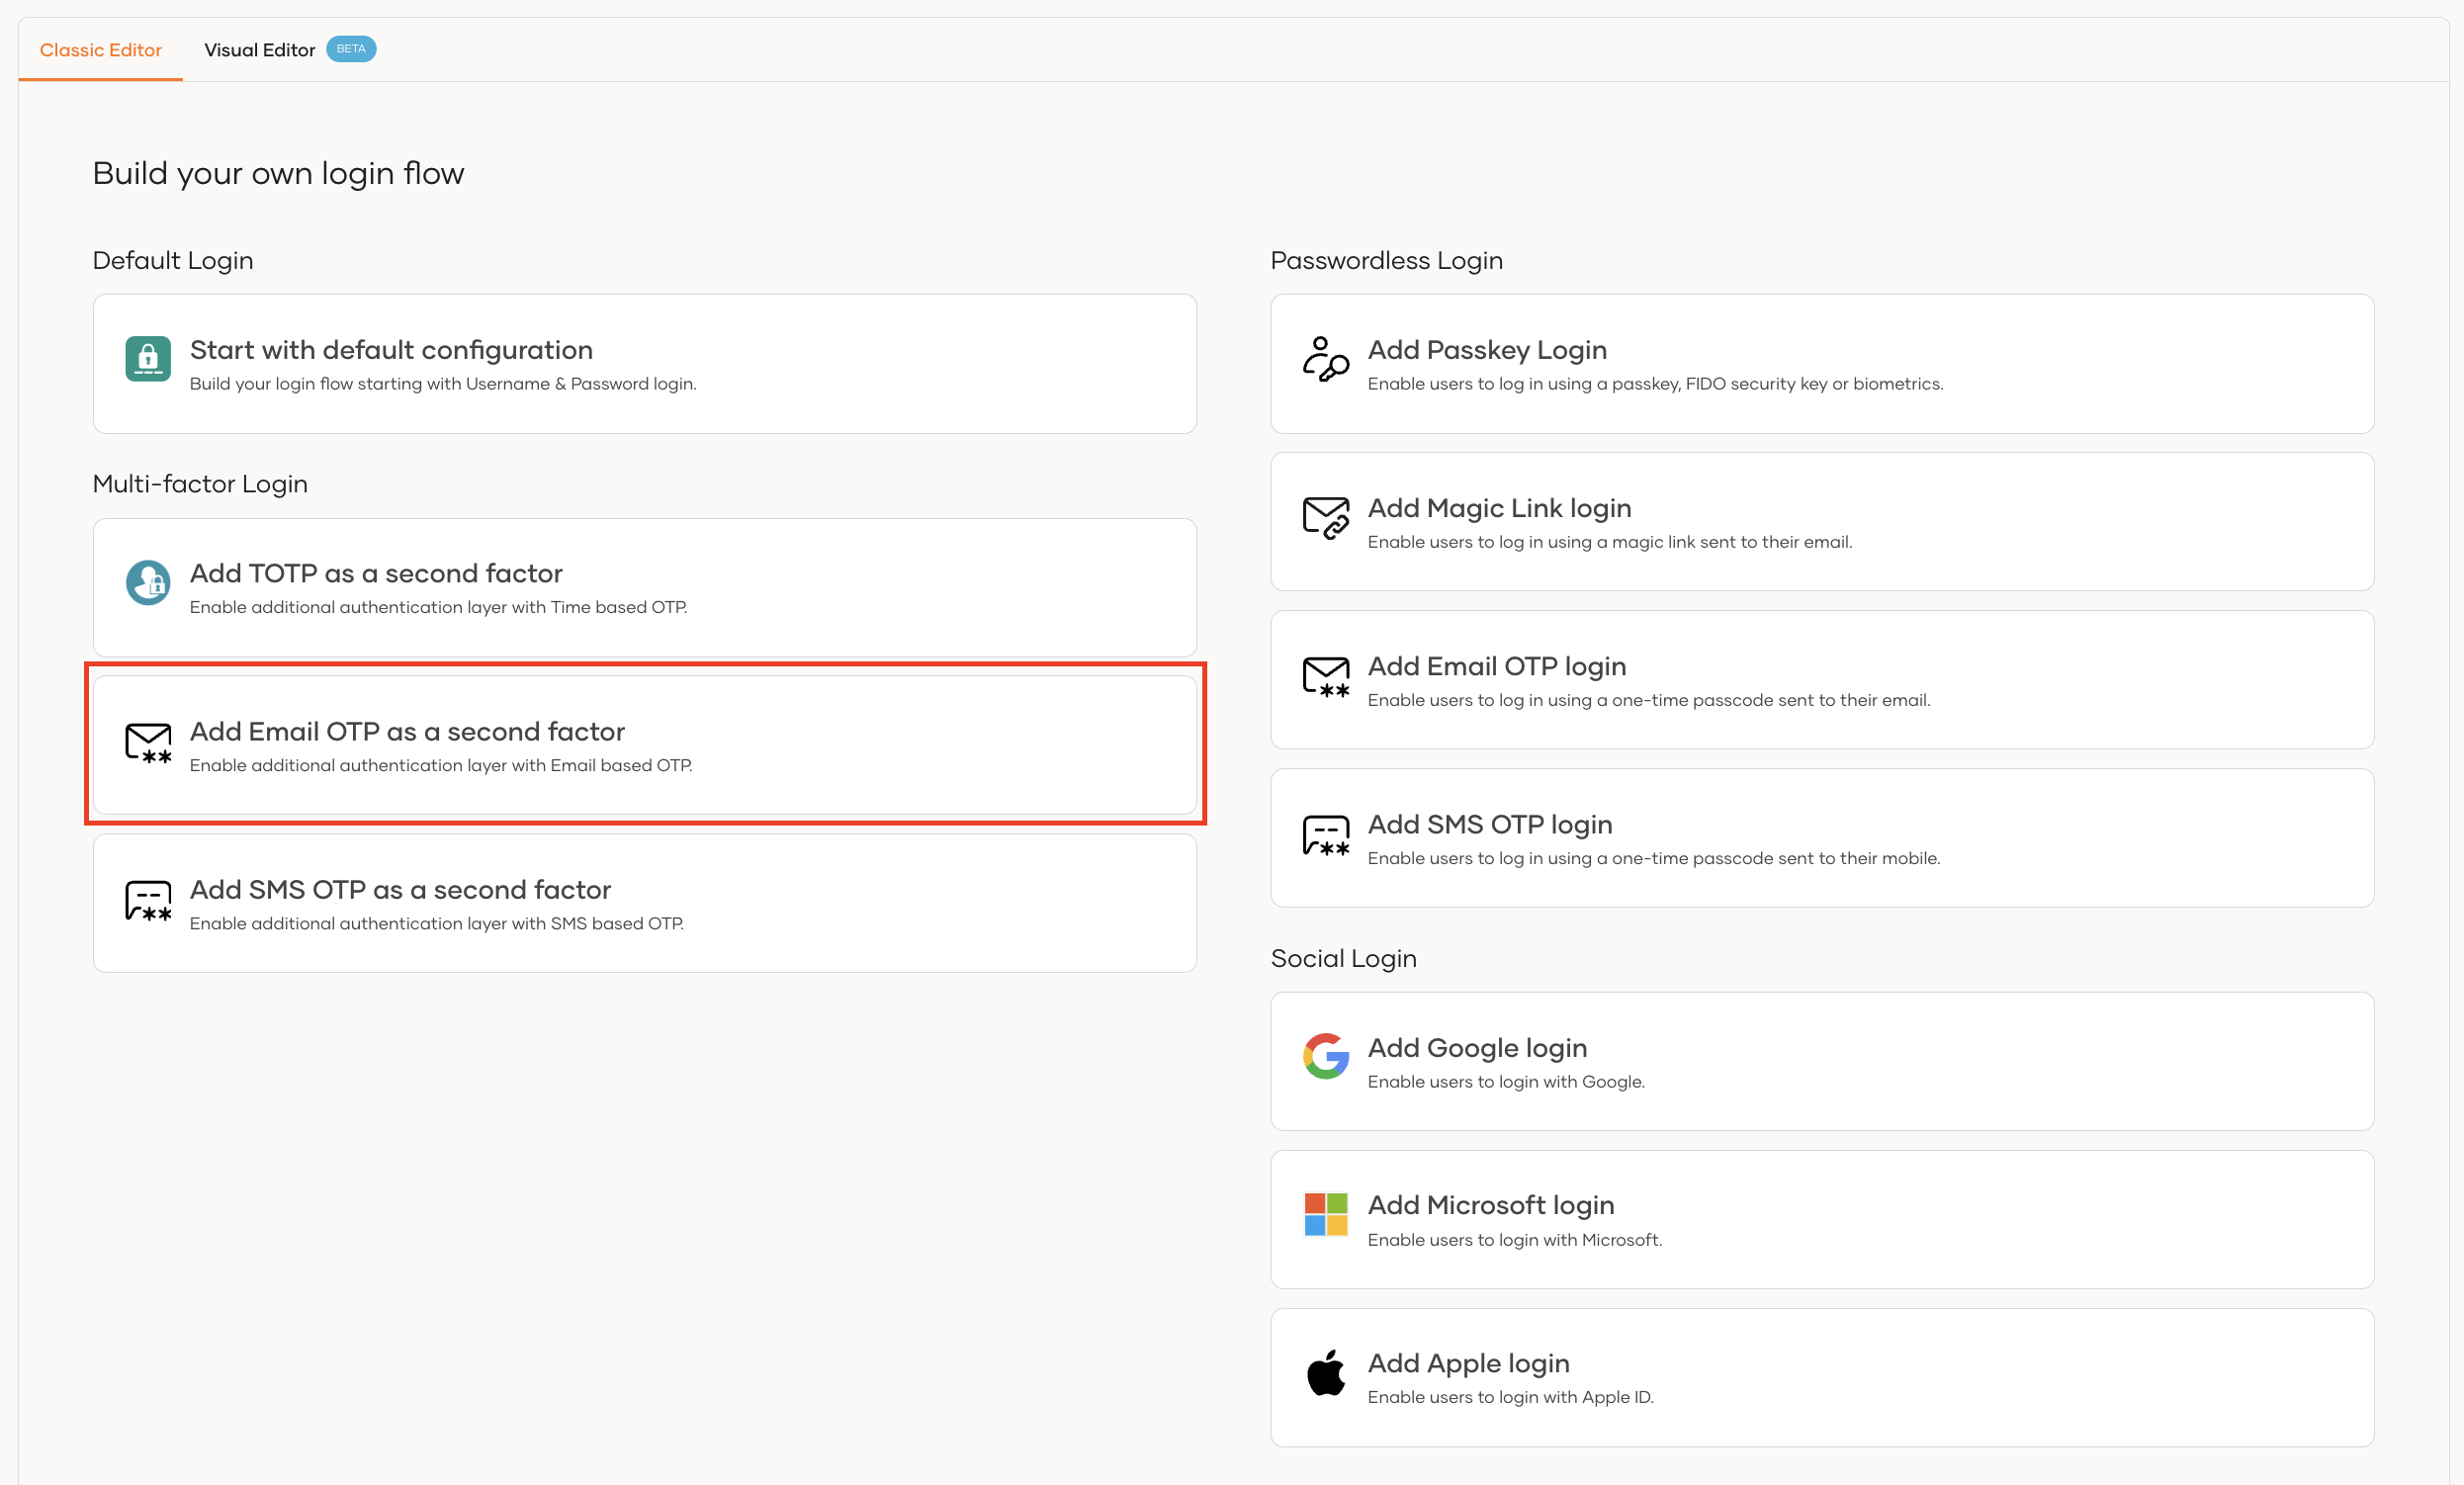 Classic Editor
Visual Editor BETA
Build your own login flow
Default Login
Start with default configuration
Build your login flow starting with Username & Password login.
Multi-factor Login
Add TOTP as a second factor
Enable additional authentication layer with Time based OTP.
Add Email OTP as a second factor
Enable additional authentication layer with Email based OTP.
Add SMS OTP as a second factor
Enable additional authentication layer with SMS based OTP.
Passwordless Login
Add Passkey Login
Enable users to log in using a passkey, FIDO security key or biometrics.
Add Magic Link login
Enable users to log in using a magic link sent to their email.
Add Email OTP login
Enable users to log in using a one-time passcode sent to their email.
Add SMS OTP login
Enable users to log in using a one-time passcode sent to their mobile.
Social Login
Add Google login
Enable users to login with Google.
Add Microsoft login
Enable users to login with Microsoft.
Add Apple login
Enable users to login with Apple ID.